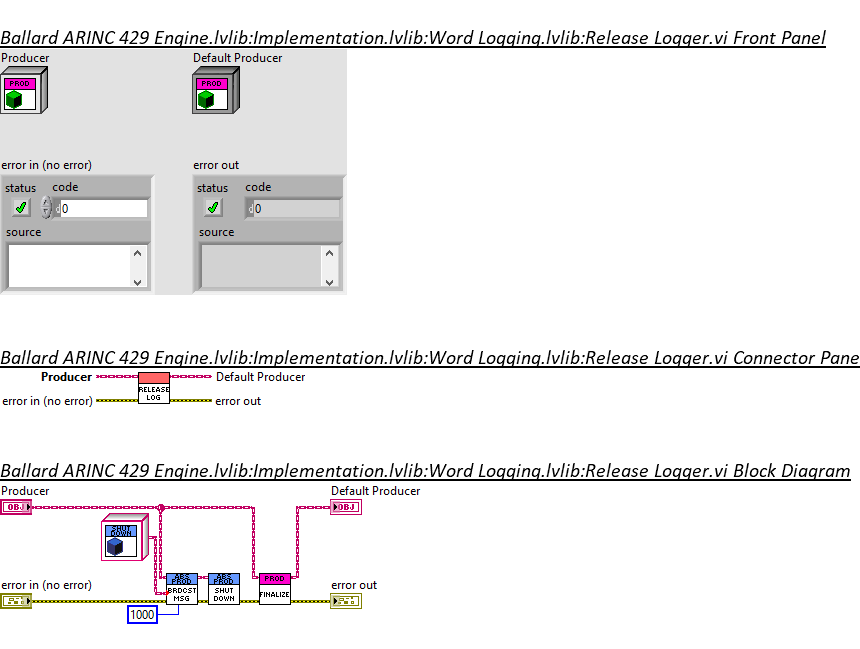 Ballard ARINC 429 Engine.lvlib:Implementation.lvlib:Word Logging.lvlib:Release Logger.vi Front Panel
Producer Default Producer
PROD PROD
error in (no error) error out
status code status code
d0 d0
source source
Ballard ARINC 429 Engine.lvlib:Implementation.lvlib:Word Logging.lvlib:Release Logger.vi Connector Pane
Producer Default Producer
RELEASE
LOG
error in (no error) error out
Ballard ARINC 429 Engine.lvlib:Implementation.lvlib:Word Logging.lvlib:Release Logger.vi Block Diagram
Producer Default Producer
OBJ OBJ
SHUT
DOWN
ABS ABS PROD
PROD PROD
error in (no error) BRDCST SHUT FINALIZE error out
MSG DOWN
1000